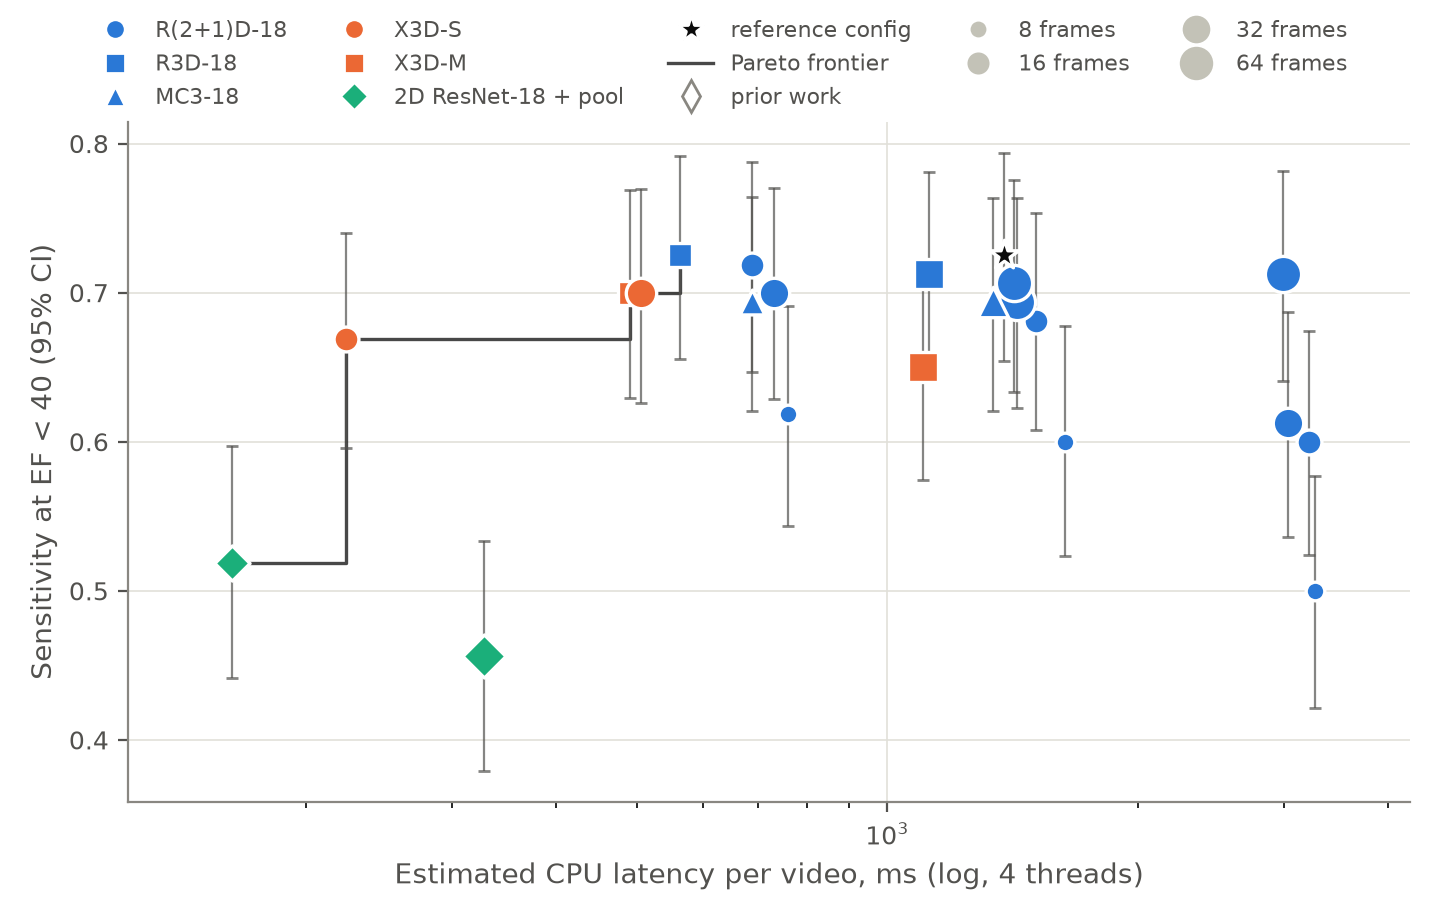 R(2+1)D-18
R3D-18
MC3-18
X3D-S
X3D-M
2D ResNet-18 + pool
reference config
Pareto frontier
prior work
8 frames
16 frames
32 frames
64 frames
Sensitivity at EF < 40 (95% CI)
0.8
0.7
0.6
0.5
0.4
10³
Estimated CPU latency per video, ms (log, 4 threads)